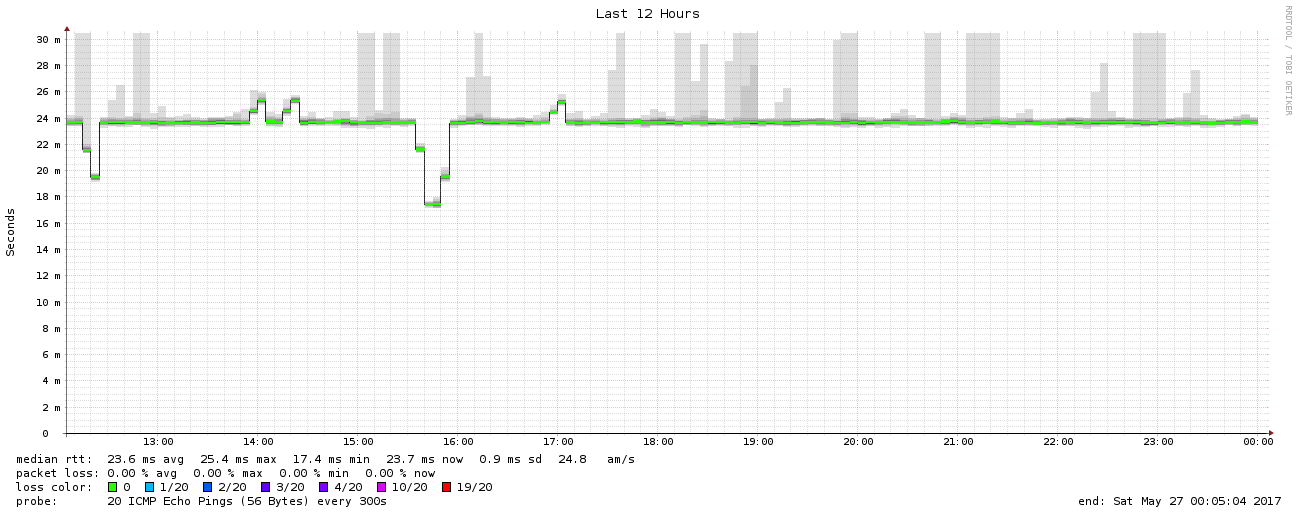 Last 12 Hours
RRDTOOL / TOBI OETIKER
30 m
28 m
26 m
24 m
22 m
20 m
18 m
16 m
14 m
12 m
10 m
8 m
6 m
4 m
2 m
0
Seconds
13:00 14:00 15:00 16:00 17:00 18:00 19:00 20:00 21:00 22:00 23:00 00:00
median rtt: 23.6 ms avg 25.4 ms max 17.4 ms min 23.7 ms now 0.9 ms sd 24.8 am/s
packet loss: 0.00 % avg 0.00 % max 0.00 % min 0.00 % now
loss color: 0 1/20 2/20 3/20 4/20 10/20 19/20
probe: 20 ICMP Echo Pings (56 Bytes) every 300s end: Sat May 27 00:05:04 2017